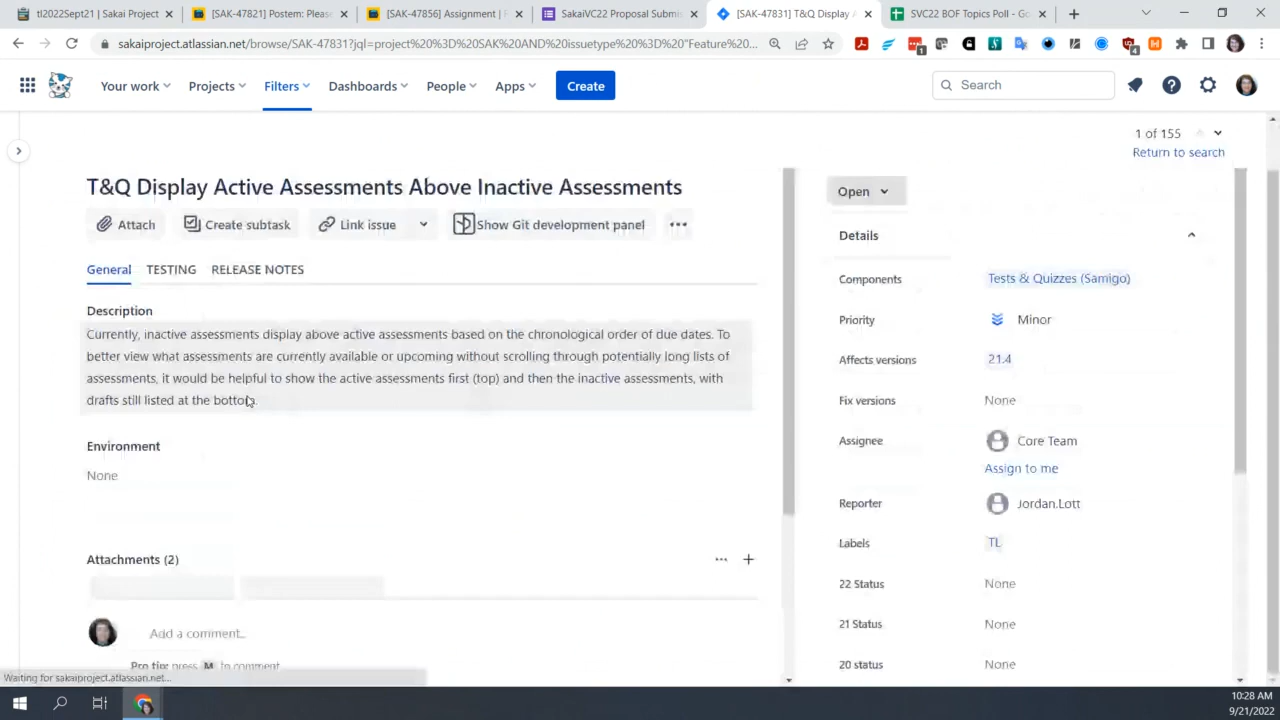 tl2022Sept21 | Sakai Project
[SAK-47821] Postem: Please
[SAK-47856] Assignment | F
SakaiVC22 Proposal Submis
[SAK-47831] T&Q Display A
SVC22 BOF Topics Poll - Go
sakaiproject.atlassian.net/browse/SAK-47831?jql=project%20%3D%20SAK%20AND%20issuetype%20%3D%20"Feature%20...
1
4
Your work
Projects
Filters
Dashboards
People
Apps
Create
Search
1 of 155
Return to search
T&Q Display Active Assessments Above Inactive Assessments
Attach
Create subtask
Link issue
Show Git development panel
General
TESTING
RELEASE NOTES
Description
Currently, inactive assessments display above active assessments based on the chronological order of due dates. To
better view what assessments are currently available or upcoming without scrolling through potentially long lists of
assessments, it would be helpful to show the active assessments first (top) and then the inactive assessments, with
drafts still listed at the bottom.
Environment
None
Attachments (2)
Add a comment...
Pro tip: press M to comment
Open
Details
Components
Tests & Quizzes (Samigo)
Priority
Minor
Affects versions
21.4
Fix versions
None
Assignee
Core Team
Assign to me
Reporter
Jordan.Lott
Labels
TL
22 Status
None
21 Status
None
20 status
None
Waiting for sakaiproject.atlassian.net...
10:28 AM
9/21/2022